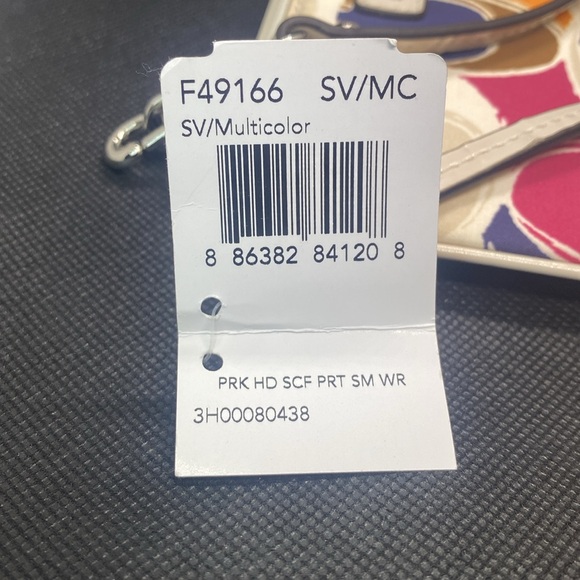 F49166 SV/MC
SV/Multicolor
8 86382 84120 8
PRK HD SCF PRT SM WR
3H00080438